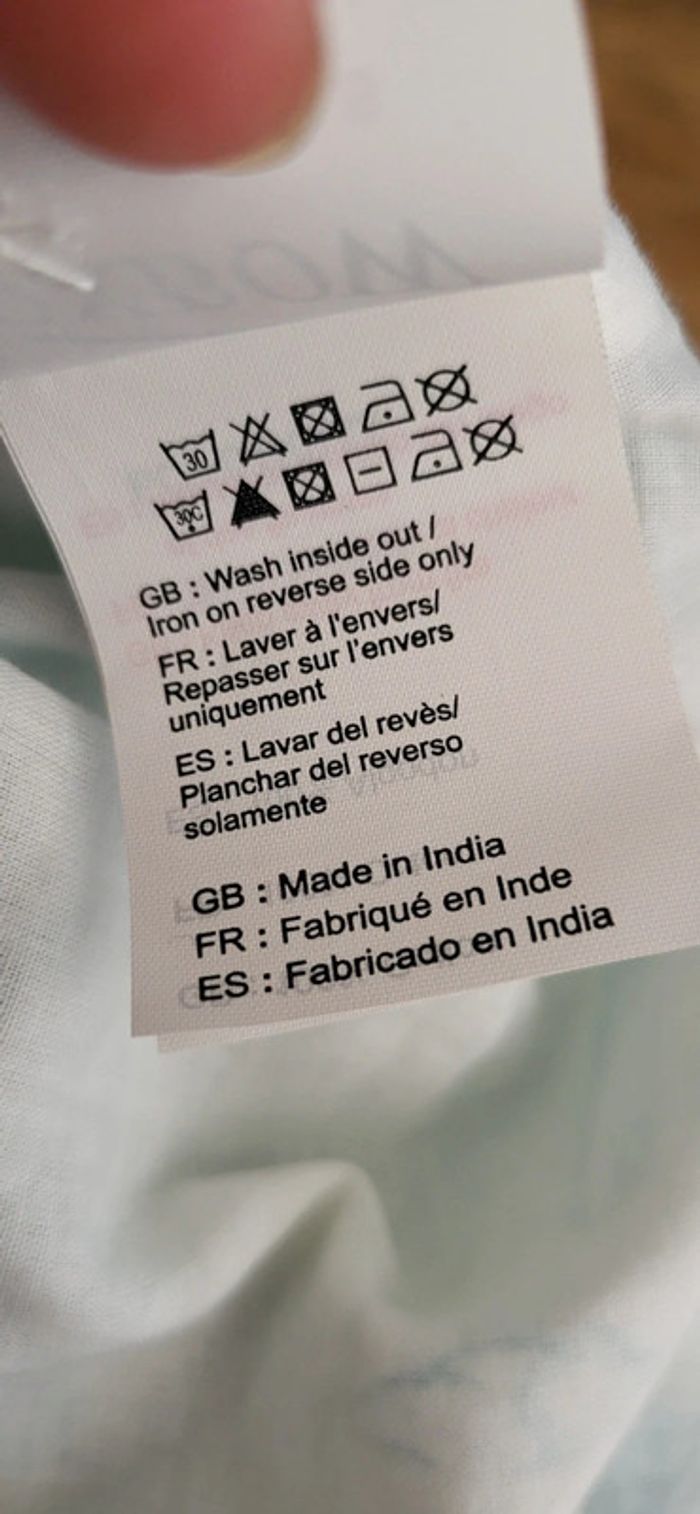 30
30C
GB : Wash inside out /
Iron on reverse side only
FR : Laver à l'envers/
Repasser sur l'envers
uniquement
ES : Lavar del revès/
Planchar del reverso
solamente
GB : Made in India
FR : Fabriqué en Inde
ES : Fabricado en India